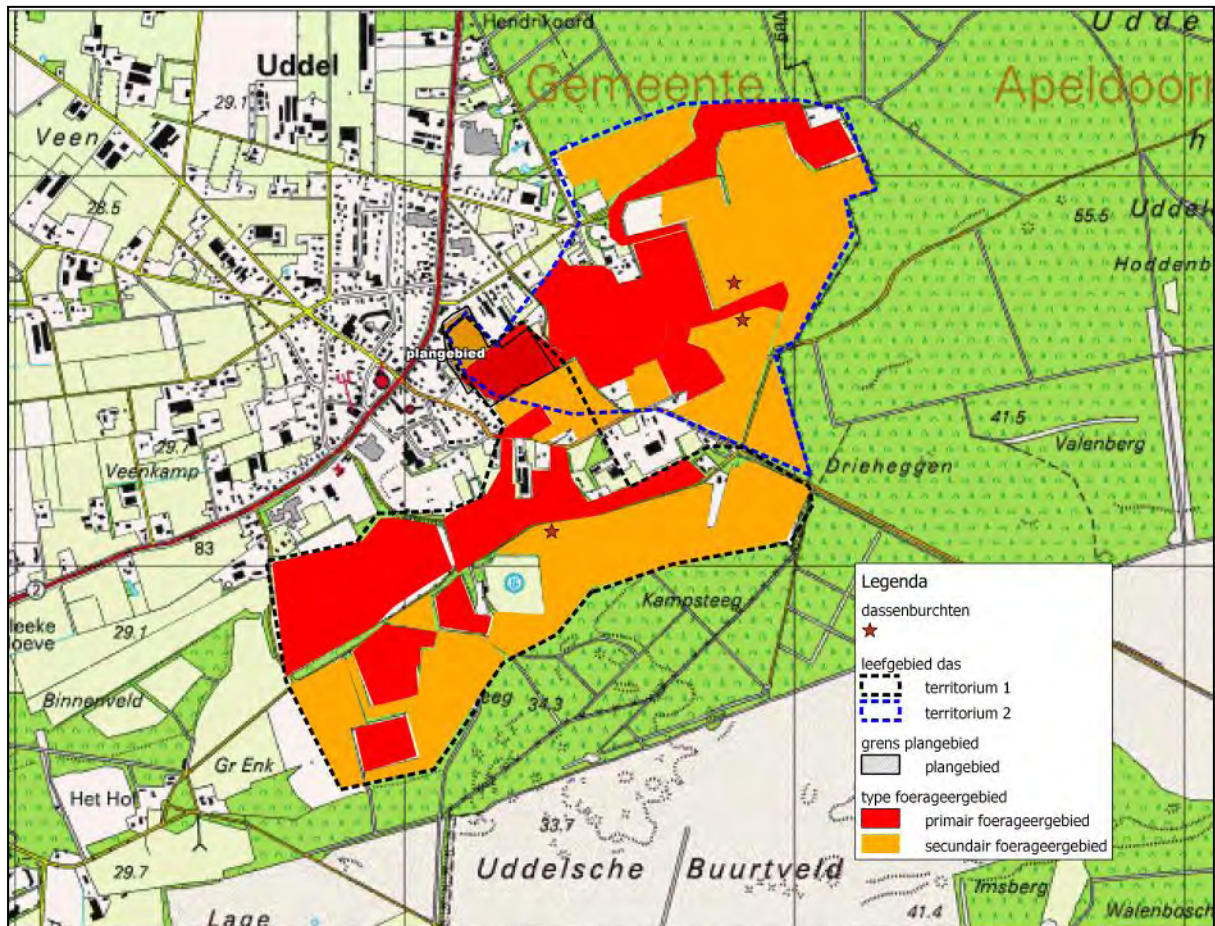 Hendrikoord
Udde
Uddel
Gemeente
Apeldoorn
29.1
Veen
h
28.5
55.5
Uddel
Hoddenb
plangebied
41.5
Valenberg
29.7
Veenkamp
Drieheggen
83
2
Kampsteeg
leeke
oeve
29.1
Binnenveld
eeg
34.3
Gr Enk
Het Hof
33.7
29.7
Uddelsche Buurtveld
Imsberg
41.4
Walenbosch
Lage
Legenda
dassenburchten
leefgebied das
territorium 1
territorium 2
grens plangebied
plangebied
type foerageergebied
primair foerageergebied
secundair foerageergebied